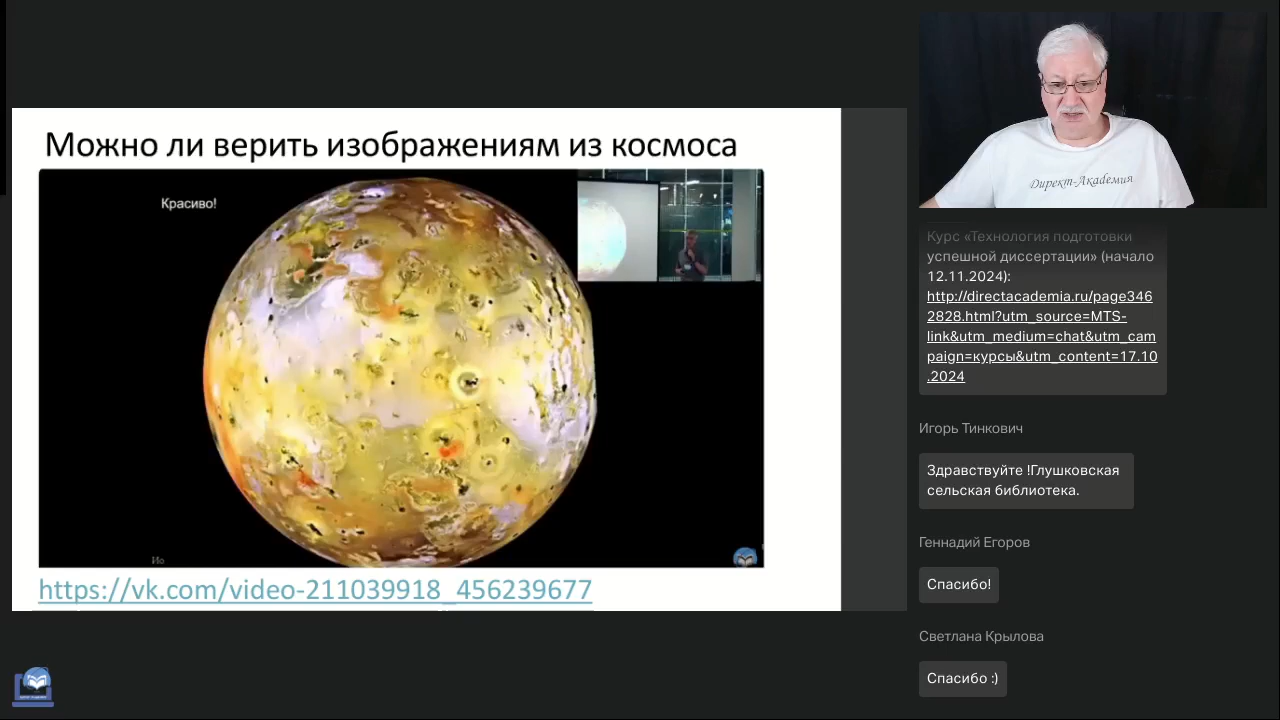 Можно ли верить изображениям из космоса
Красиво!
Ио
https://vk.com/video-211039918_456239677
Директ-Академия
Курс «Технология подготовки
успешной диссертации» (начало
12.11.2024):
http://directacademia.ru/page346
2828.html?utm_source=MTS-
link&utm_medium=chat&utm_cam
paign=курсы&utm_content=17.10
.2024
Игорь Тинкович
Здравствуйте !Глушковская
сельская библиотека.
Геннадий Егоров
Спасибо!
Светлана Крылова
Спасибо :)